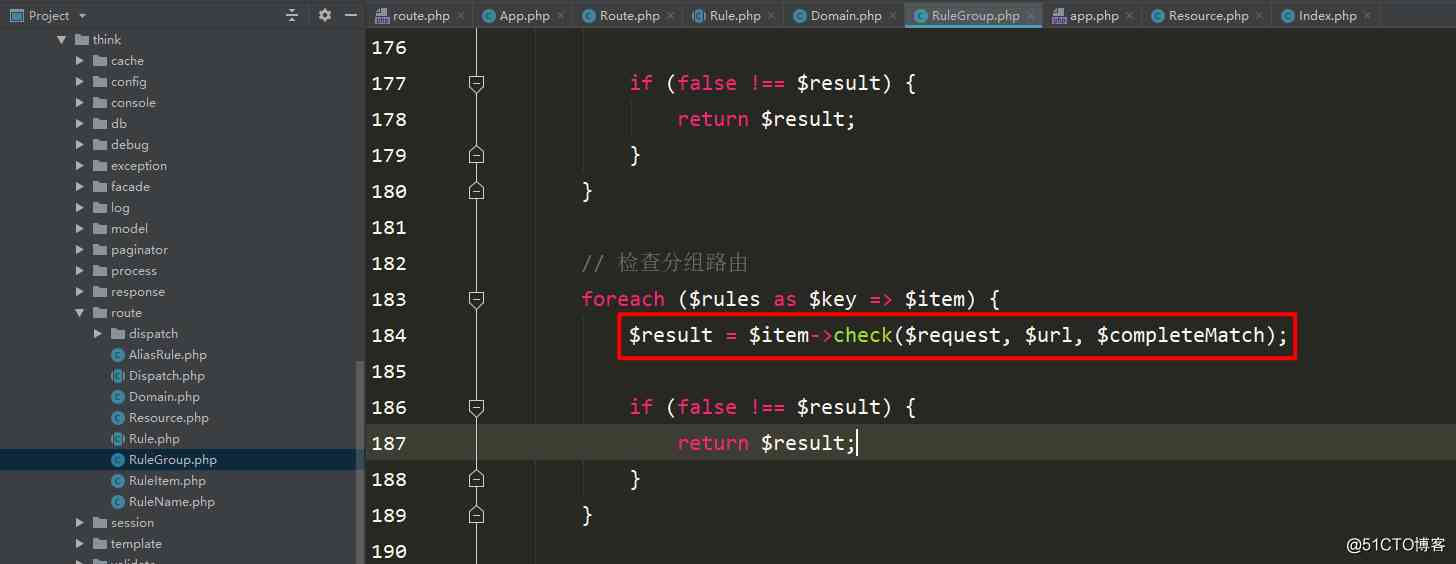 Project
route.php
App.php
Route.php
Rule.php
Domain.php
RuleGroup.php
app.php
Resource.php
Index.php
think
cache
config
console
db
debug
exception
facade
log
model
paginator
process
response
route
dispatch
AliasRule.php
Dispatch.php
Domain.php
Resource.php
Rule.php
RuleGroup.php
RuleItem.php
RuleName.php
session
template
validate
176
177 if (false !== $result) {
178 return $result;
179 }
180 }
181
182 // 检查分组路由
183 foreach ($rules as $key => $item) {
184 $result = $item->check($request, $url, $completeMatch);
185
186 if (false !== $result) {
187 return $result;
188 }
189 }
190
@51CTO博客